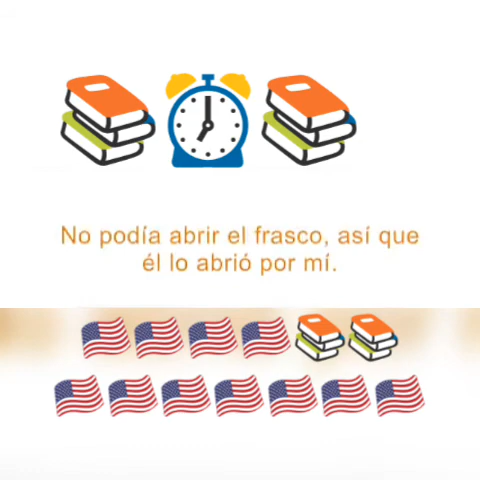 No podía abrir el frasco, así que
él lo abrió por mí.